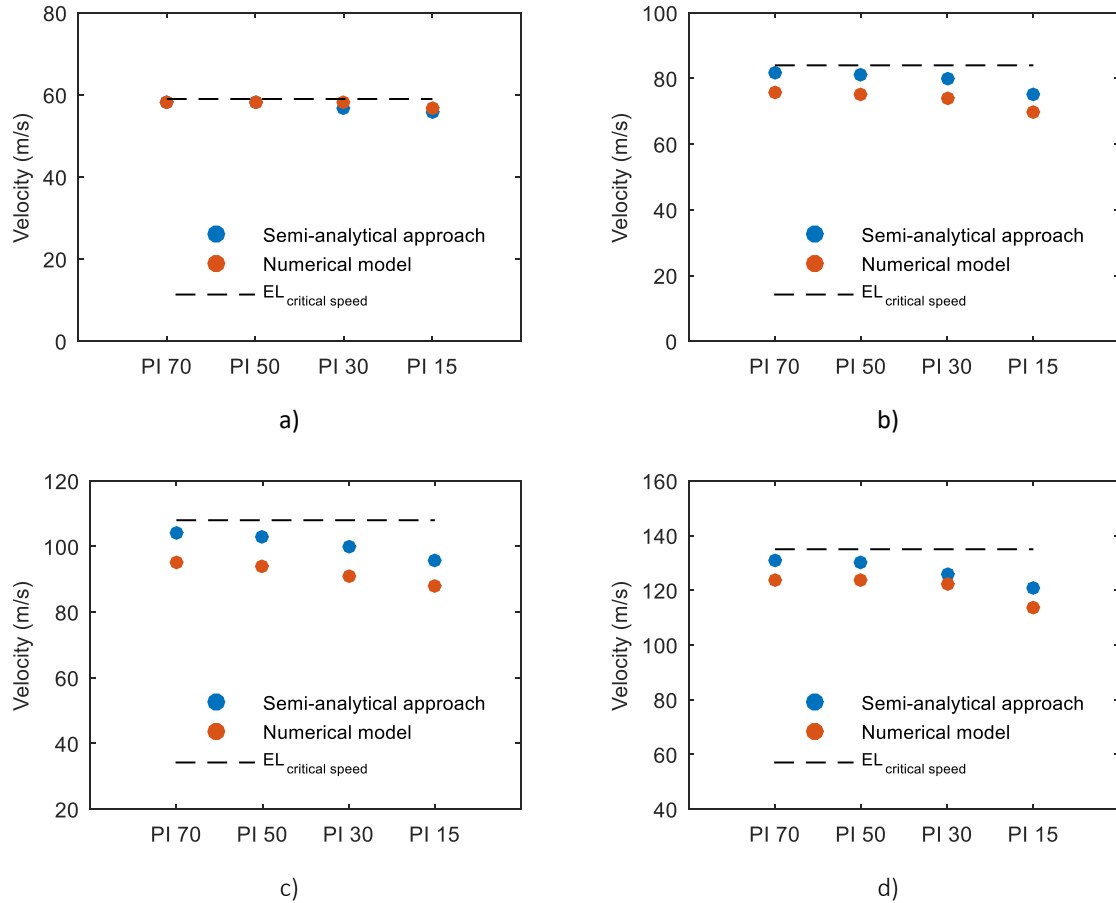 80
60
40
20
0
Velocity (m/s)
Semi-analytical approach
Numerical model
EL critical speed
PI 70 PI 50 PI 30 PI 15
a)
100
80
60
40
20
0
Velocity (m/s)
Semi-analytical approach
Numerical model
EL critical speed
PI 70 PI 50 PI 30 PI 15
b)
120
100
80
60
40
20
Velocity (m/s)
Semi-analytical approach
Numerical model
EL critical speed
PI 70 PI 50 PI 30 PI 15
c)
160
140
120
100
80
60
40
Velocity (m/s)
Semi-analytical approach
Numerical model
EL critical speed
PI 70 PI 50 PI 30 PI 15
d)